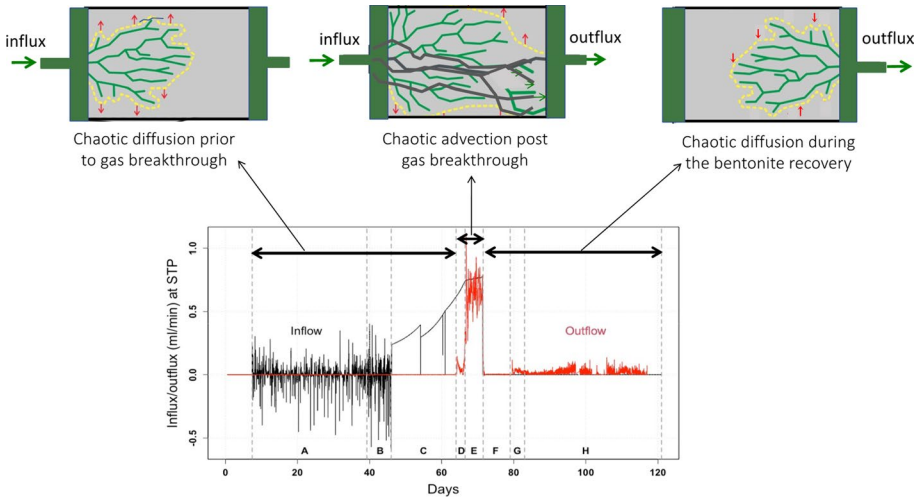 influx
influx
outflux
outflux
Chaotic diffusion prior
to gas breakthrough
Chaotic advection post
gas breakthrough
Chaotic diffusion during
the bentonite recovery
Influx/outflux (ml/min) at STP
1.0
0.5
0.0
-0.5
Inflow
Outflow
A B C D E F G H
0 20 40 60 80 100 120
Days